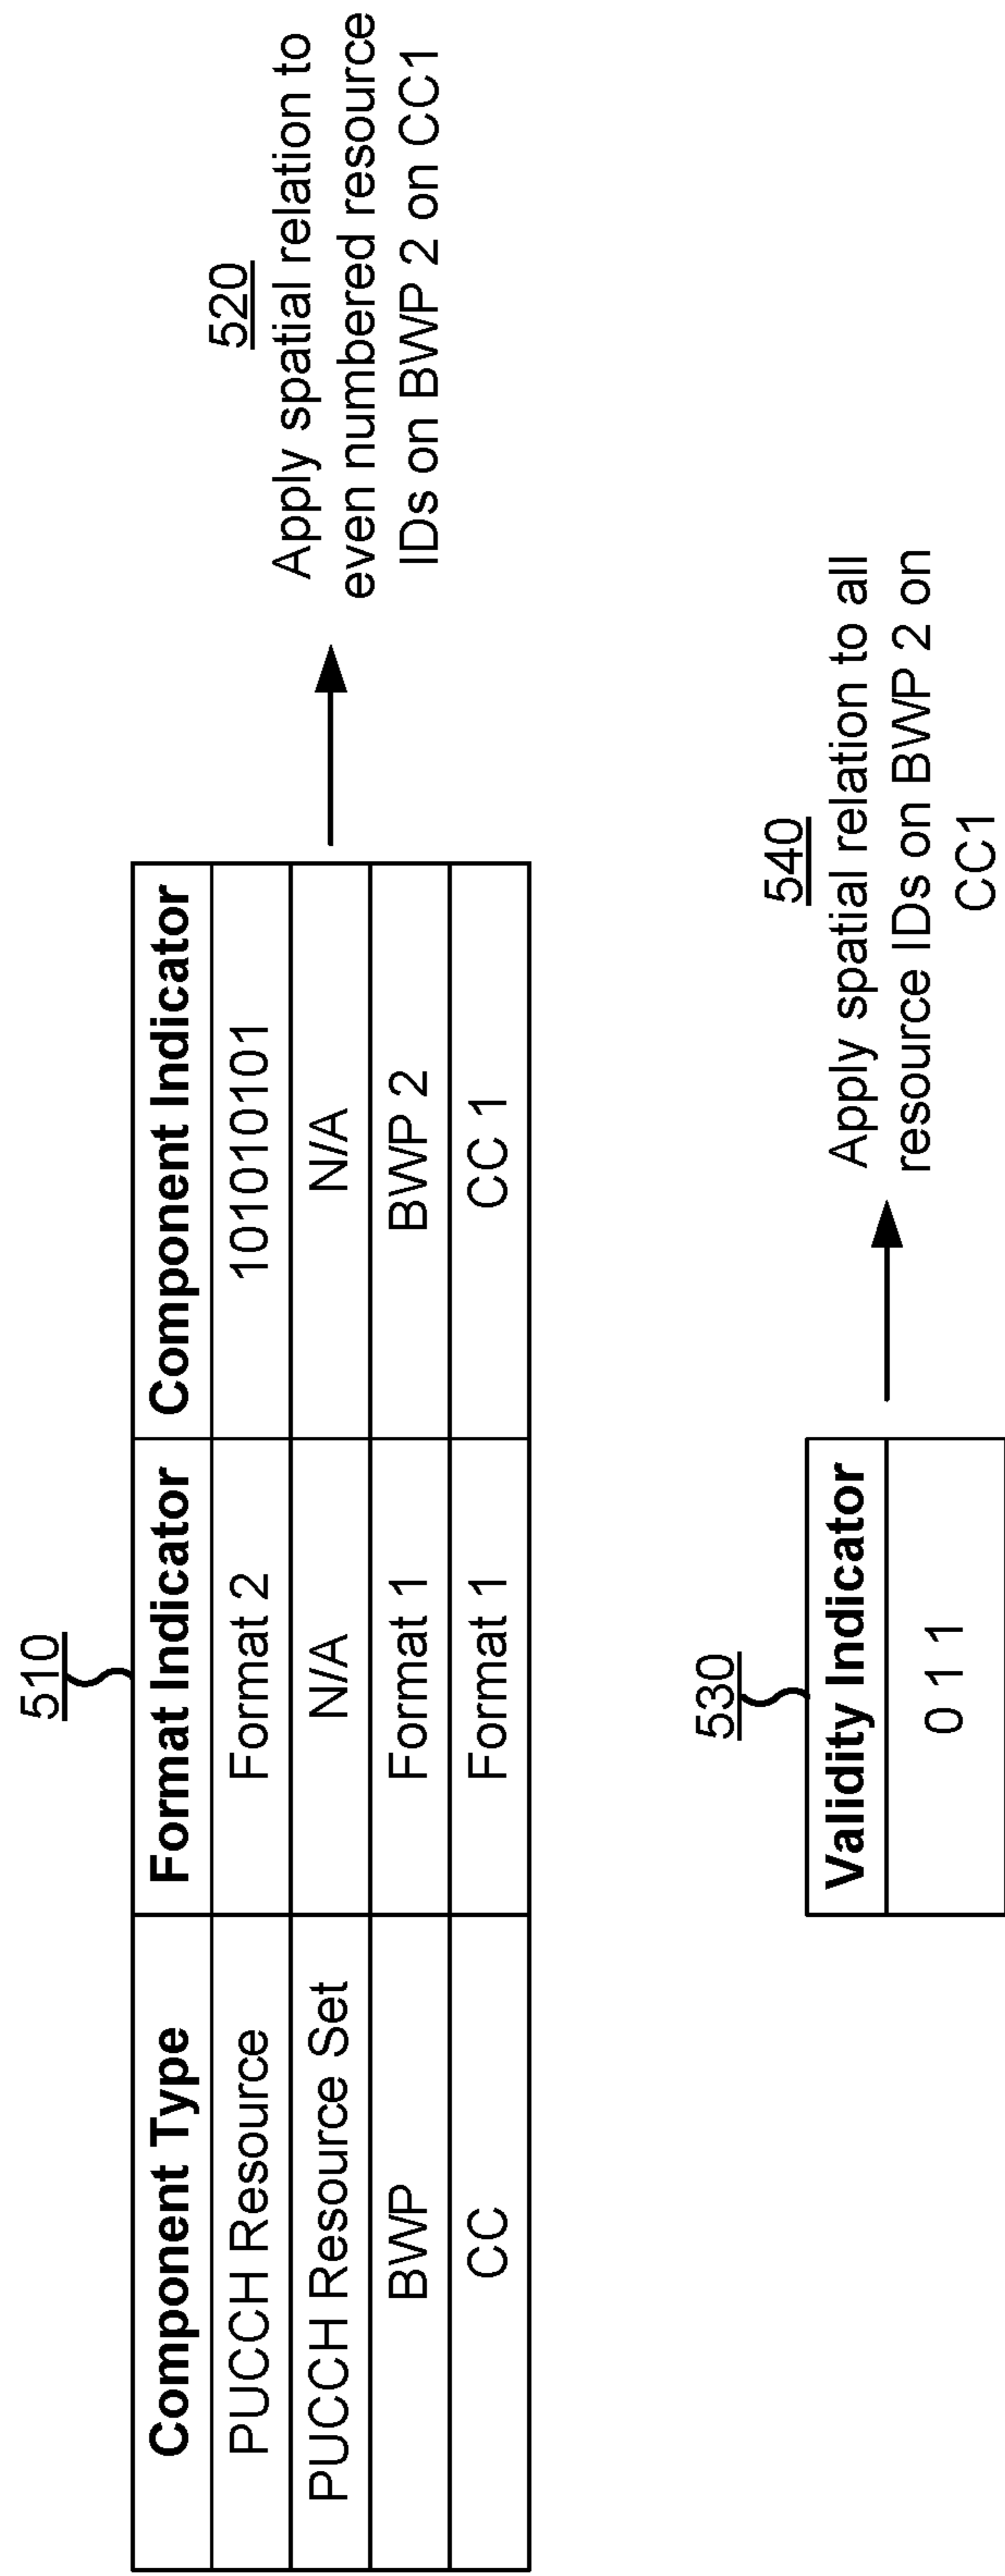 510
Component Type Format Indicator Component Indicator
PUCCH Resource Format 2 101010101
PUCCH Resource Set N/A N/A
BWP Format 1 BWP 2
CC Format 1 CC 1
520
Apply spatial relation to
even numbered resource
IDs on BWP 2 on CC1
530
Validity Indicator
0 1 1
540
Apply spatial relation to all
resource IDs on BWP 2 on
CC1